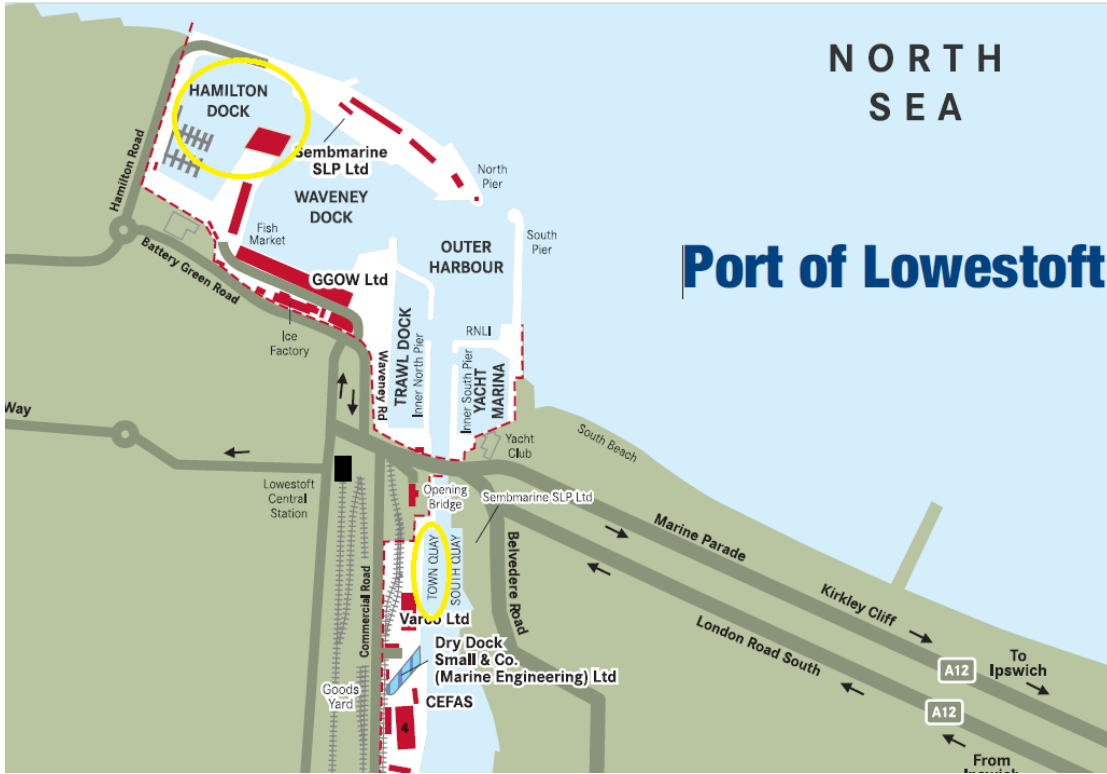 NORTH
SEA
HAMILTON
DOCK
Hamilton Road
Sembmarine
SLP Ltd
North
Pier
WAVENEY
DOCK
Fish
Market
OUTER
HARBOUR
South
Pier
Port of Lowestoft
Battery Green Road
GGOW Ltd
Ice
Factory
Waveney Rd
TRAWL DOCK
Inner North Pier
RNLI
Inner South Pier
YACHT
MARINA
Way
Yacht
Club
South Beach
Lowestoft
Central
Station
Opening
Bridge
Sembmarine SLP Ltd
Commercial Road
TOWN QUAY
SOUTH QUAY
Belvedere Road
Marine Parade
Kirkley Cliff
London Road South
Dry Dock
Small & Co.
(Marine Engineering) Ltd
Goods
Yard
CEFAS
4
A12
To
Ipswich
A12
From